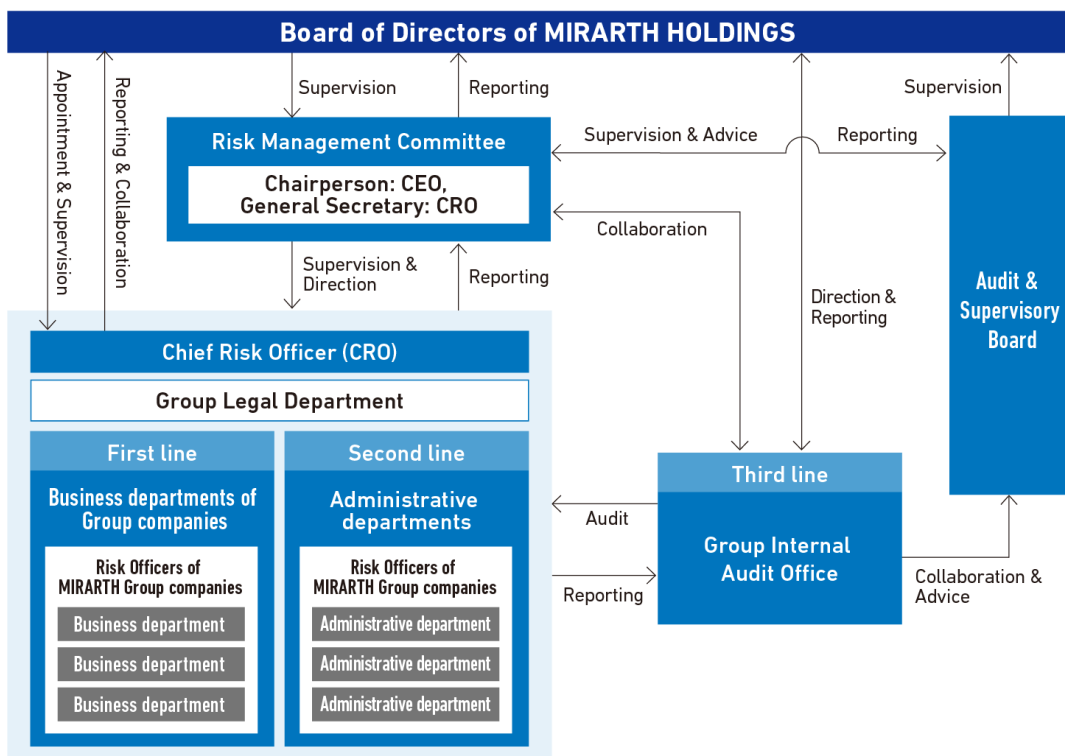 Board of Directors of MIRARTH HOLDINGS
Appointment & Supervision
Reporting & Collaboration
Supervision
Reporting
Supervision
Risk Management Committee
Chairperson: CEO,
General Secretary: CRO
Supervision & Advice
Reporting
Collaboration
Supervision &
Direction
Reporting
Direction &
Reporting
Audit &
Supervisory
Board
Chief Risk Officer (CRO)
Group Legal Department
First line
Business departments of
Group companies
Risk Officers of
MIRARTH Group companies
Business department
Business department
Business department
Second line
Administrative
departments
Risk Officers of
MIRARTH Group companies
Administrative department
Administrative department
Administrative department
Audit
Reporting
Third line
Group Internal
Audit Office
Collaboration &
Advice